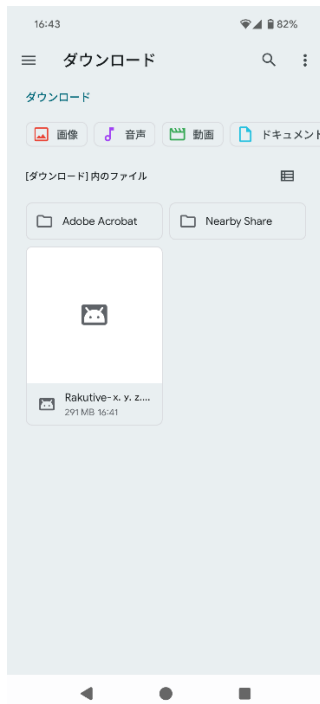 16:43
82%
ダウンロード
ダウンロード
画像
音声
動画
ドキュメント
[ダウンロード] 内のファイル
Adobe Acrobat
Nearby Share
Rakutive-x. y. z....
291 MB 16:41